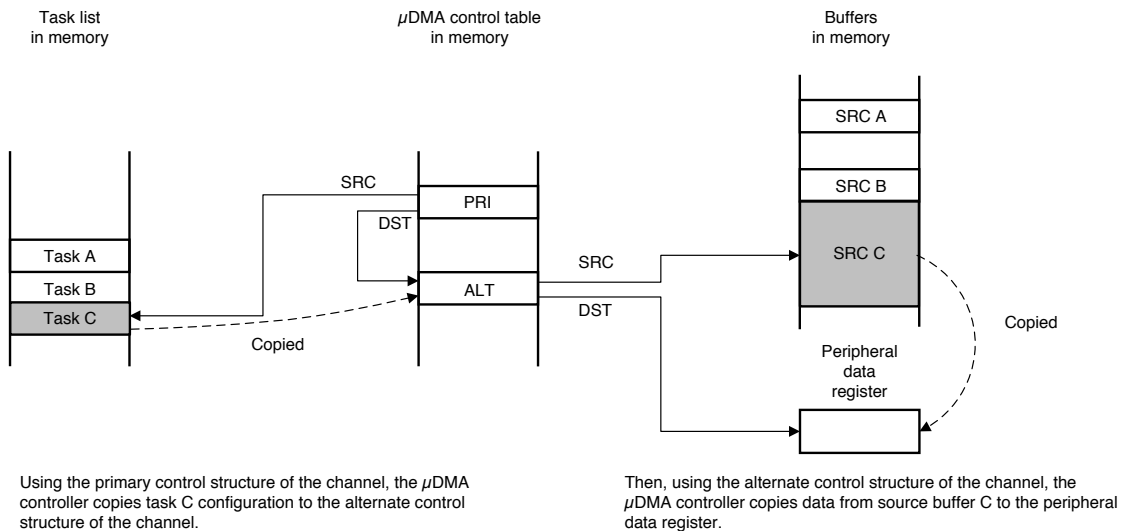 Task list
in memory
µDMA control table
in memory
Buffers
in memory
SRC A
SRC B
SRC C
SRC
PRI
DST
ALT
SRC
DST
Task A
Task B
Task C
Copied
Copied
Peripheral
data
register
Using the primary control structure of the channel, the µDMA
controller copies task C configuration to the alternate control
structure of the channel.
Then, using the alternate control structure of the channel, the
µDMA controller copies data from source buffer C to the peripheral
data register.